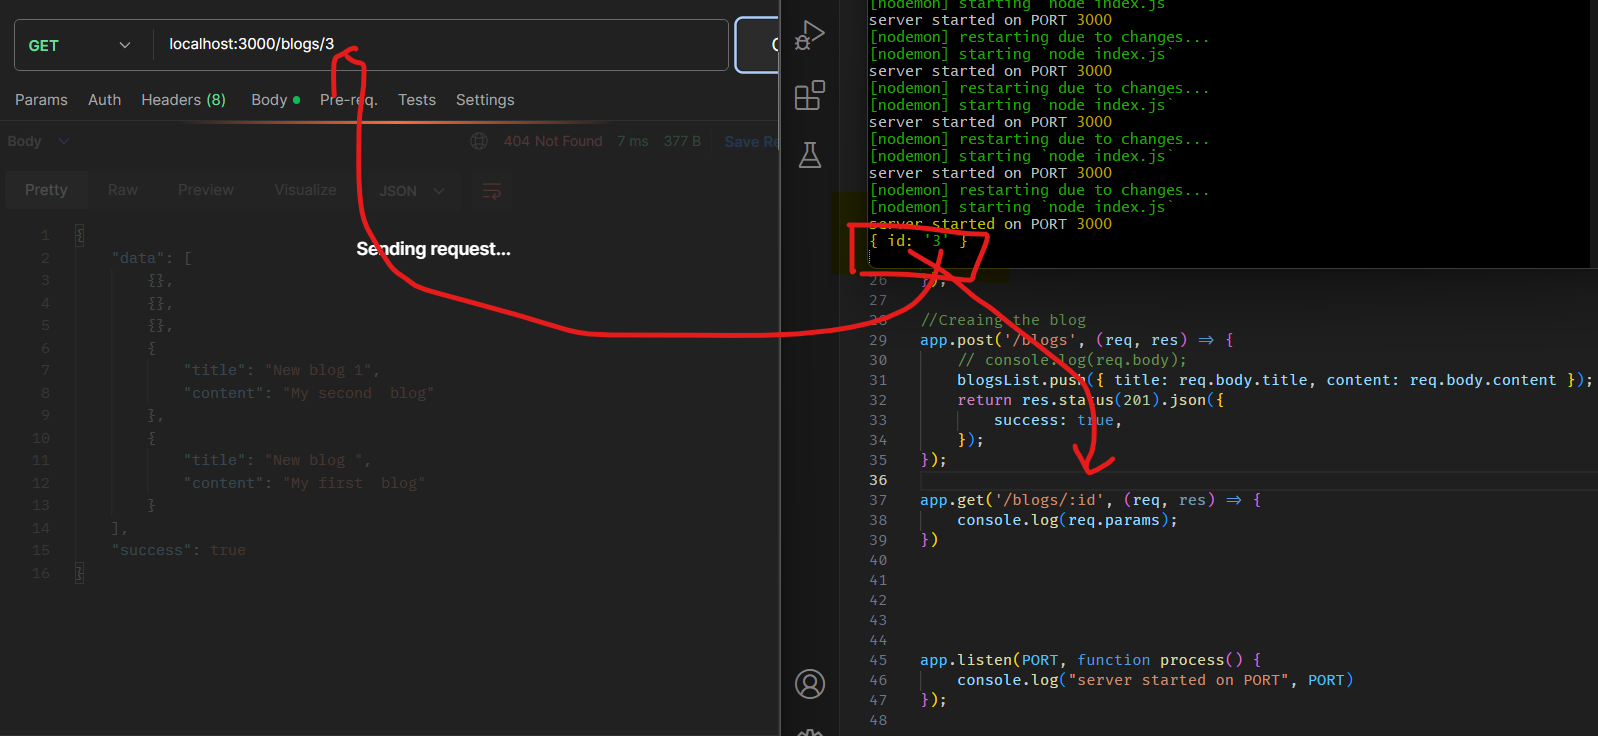 GET
localhost:3000/blogs/3
Params Auth Headers (8) Body Pre-req. Tests Settings
Body 404 Not Found 7 ms 377 B Save Re
Pretty Raw Preview Visualize JSON
Sending request...
1 {
2 "data": [
3 {},
4 {},
5 {},
6 {
7 "title": "New blog 1",
8 "content": "My second  blog"
9 },
10 {
11 "title": "New blog ",
12 "content": "My first  blog"
13 }
14 ],
15 "success": true
16 }
[nodemon] starting `node index.js`
server started on PORT 3000
[nodemon] restarting due to changes...
[nodemon] starting `node index.js`
server started on PORT 3000
[nodemon] restarting due to changes...
[nodemon] starting `node index.js`
server started on PORT 3000
[nodemon] restarting due to changes...
[nodemon] starting `node index.js`
server started on PORT 3000
[nodemon] restarting due to changes...
[nodemon] starting `node index.js`
server started on PORT 3000
{ id: '3' }
26 });
27
28 //Creaing the blog
29 app.post('/blogs', (req, res) => {
30 // console.log(req.body);
31 blogsList.push({ title: req.body.title, content: req.body.content });
32 return res.status(201).json({
33 success: true,
34 });
35 });
36
37 app.get('/blogs/:id', (req, res) => {
38 console.log(req.params);
39 })
40
41
42
43
44
45 app.listen(PORT, function process() {
46 console.log("server started on PORT", PORT)
47 });
48